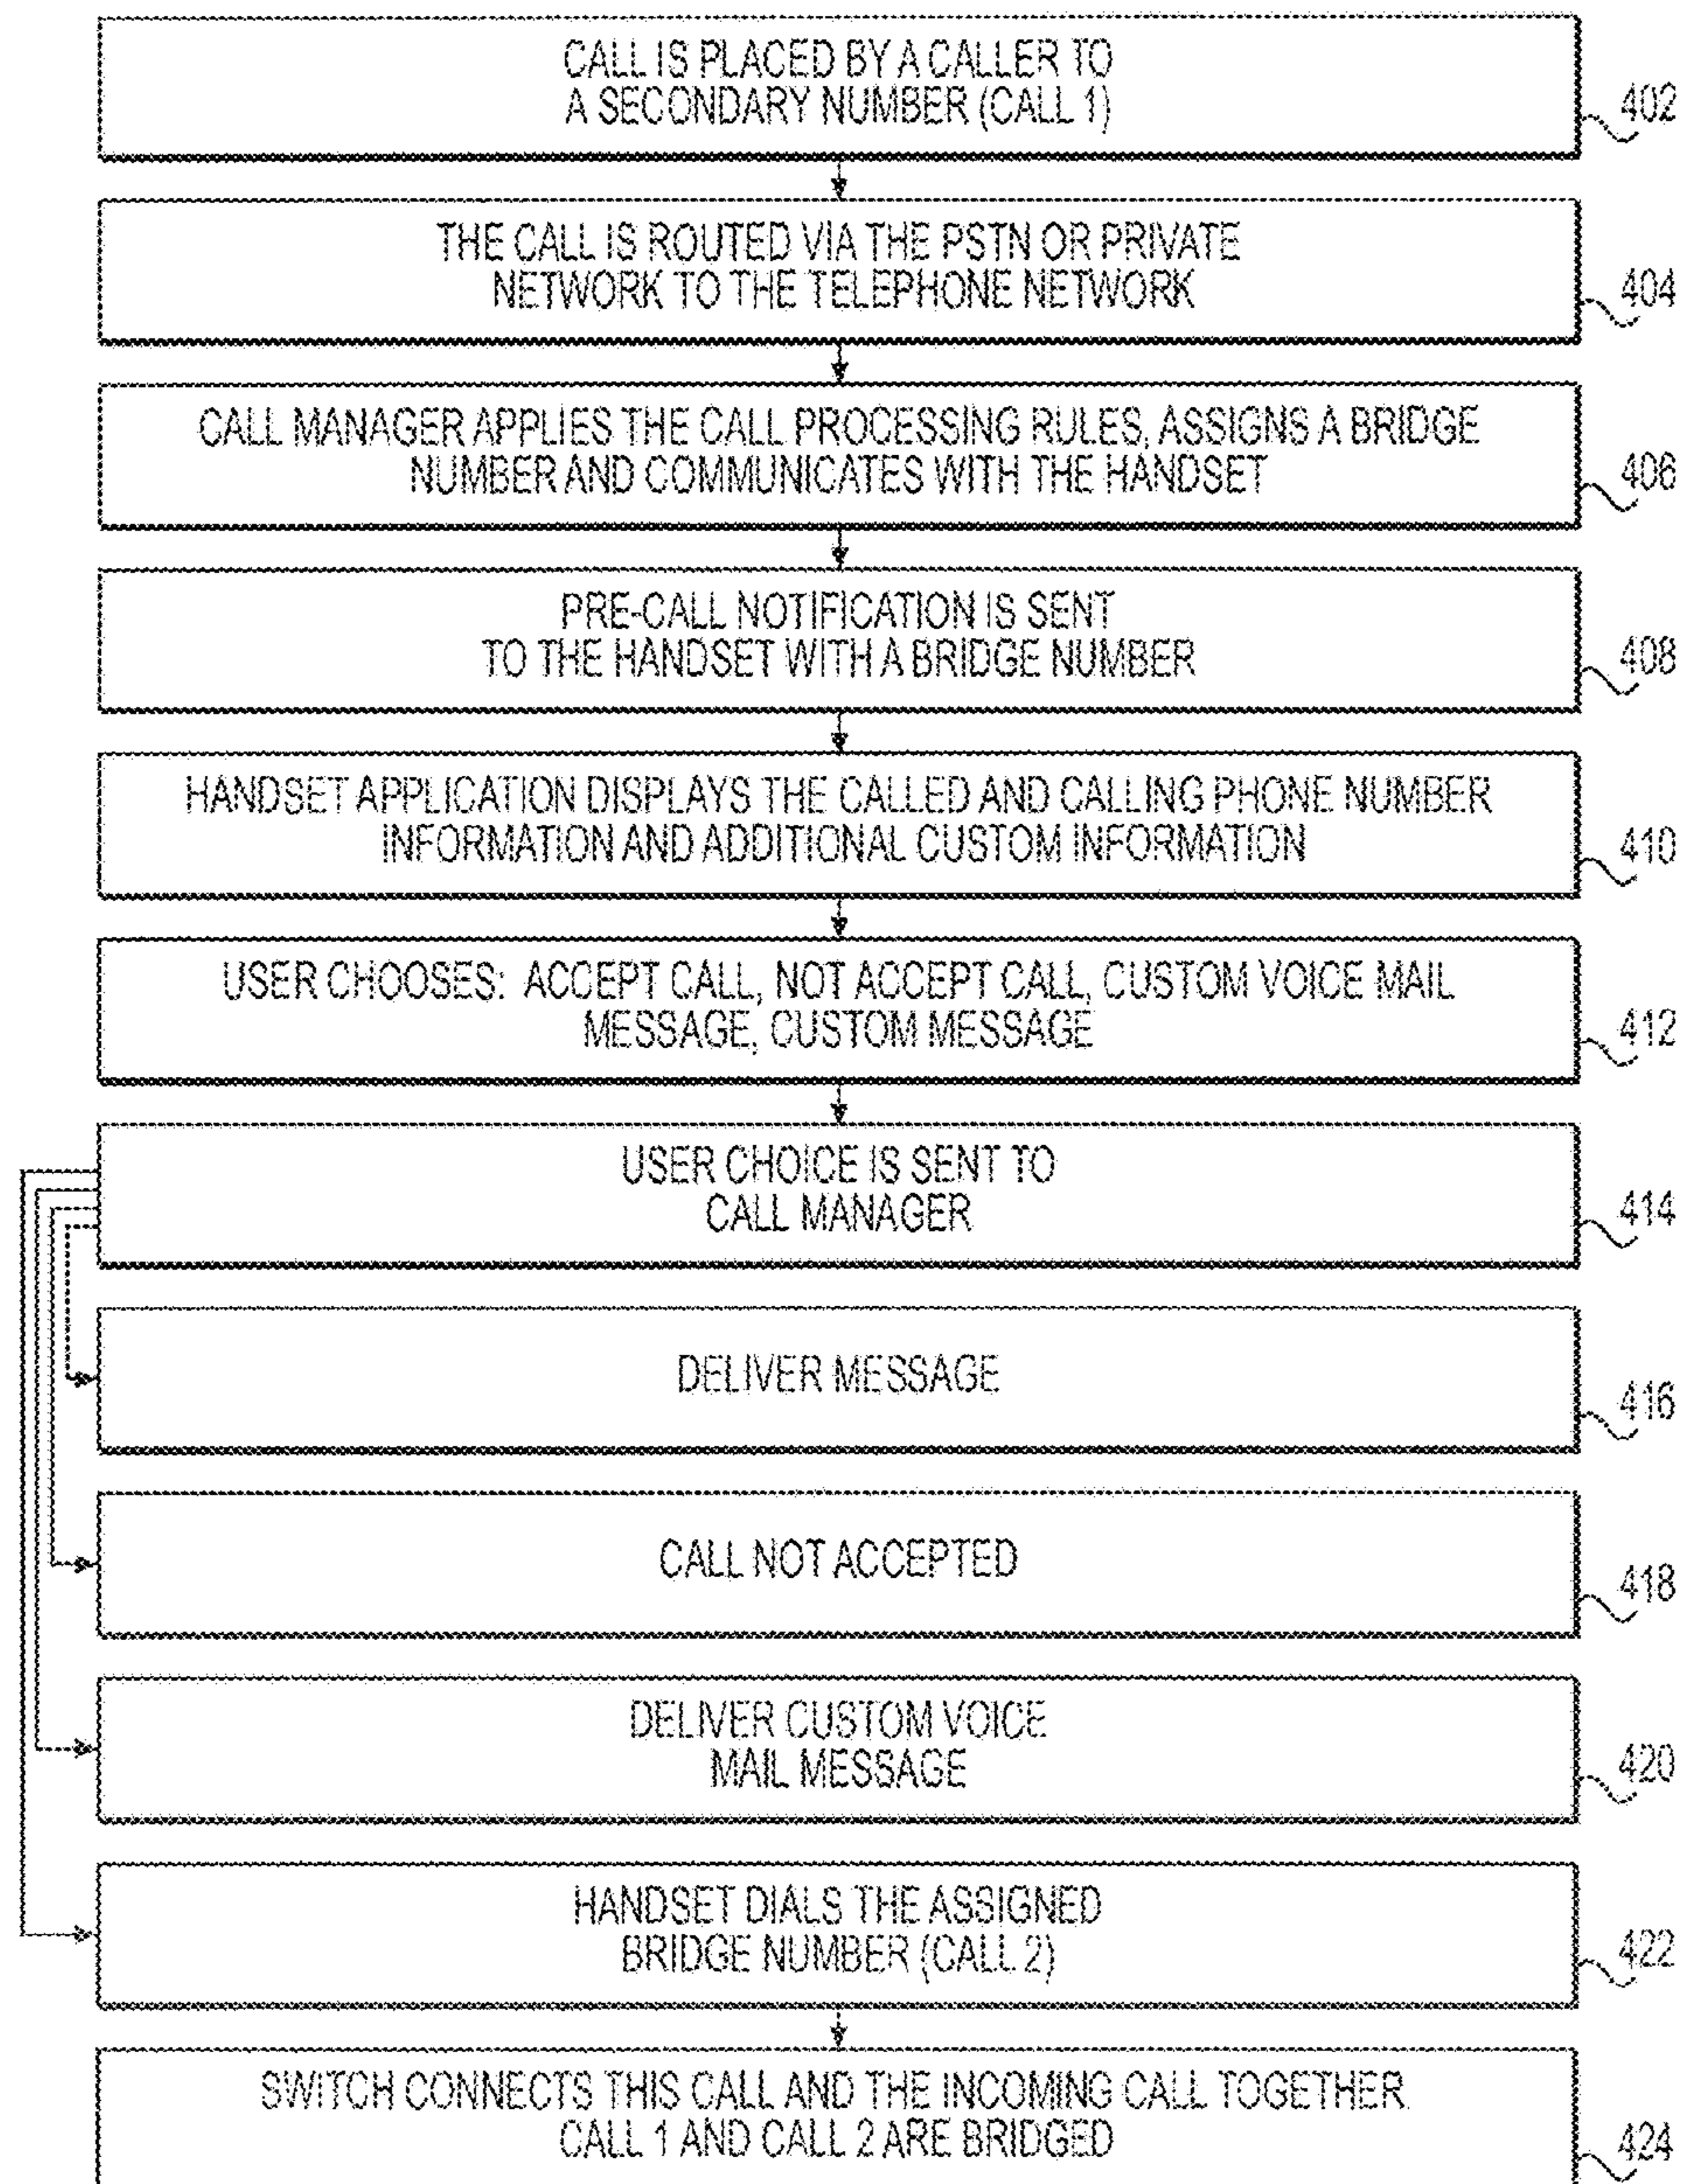 CALL IS PLACED BY A CALLER TO
A SECONDARY NUMBER (CALL 1)
402
THE CALL IS ROUTED VIA THE PSTN OR PRIVATE
NETWORK TO THE TELEPHONE NETWORK
404
CALL MANAGER APPLIES THE CALL PROCESSING RULES, ASSIGNS A BRIDGE
NUMBER AND COMMUNICATES WITH THE HANDSET
406
PRE-CALL NOTIFICATION IS SENT
TO THE HANDSET WITH A BRIDGE NUMBER
408
HANDSET APPLICATION DISPLAYS THE CALLED AND CALLING PHONE NUMBER
INFORMATION AND ADDITIONAL CUSTOM INFORMATION
410
USER CHOOSES: ACCEPT CALL, NOT ACCEPT CALL, CUSTOM VOICE MAIL
MESSAGE, CUSTOM MESSAGE
412
USER CHOICE IS SENT TO
CALL MANAGER
414
DELIVER MESSAGE
416
CALL NOT ACCEPTED
418
DELIVER CUSTOM VOICE
MAIL MESSAGE
420
HANDSET DIALS THE ASSIGNED
BRIDGE NUMBER (CALL 2)
422
SWITCH CONNECTS THIS CALL AND THE INCOMING CALL TOGETHER.
CALL 1 AND CALL 2 ARE BRIDGED
424